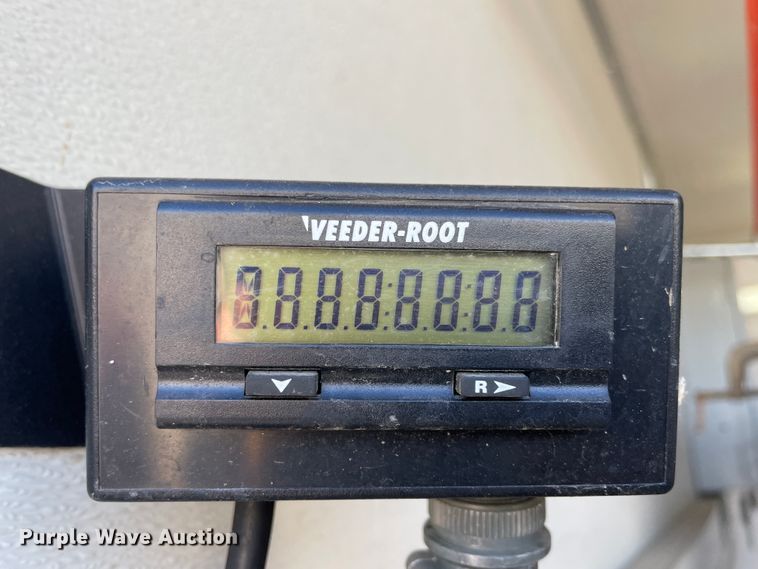 VEEDER-ROOT
8.8.8.8:8.8:8.8
R
Purple Wave Auction